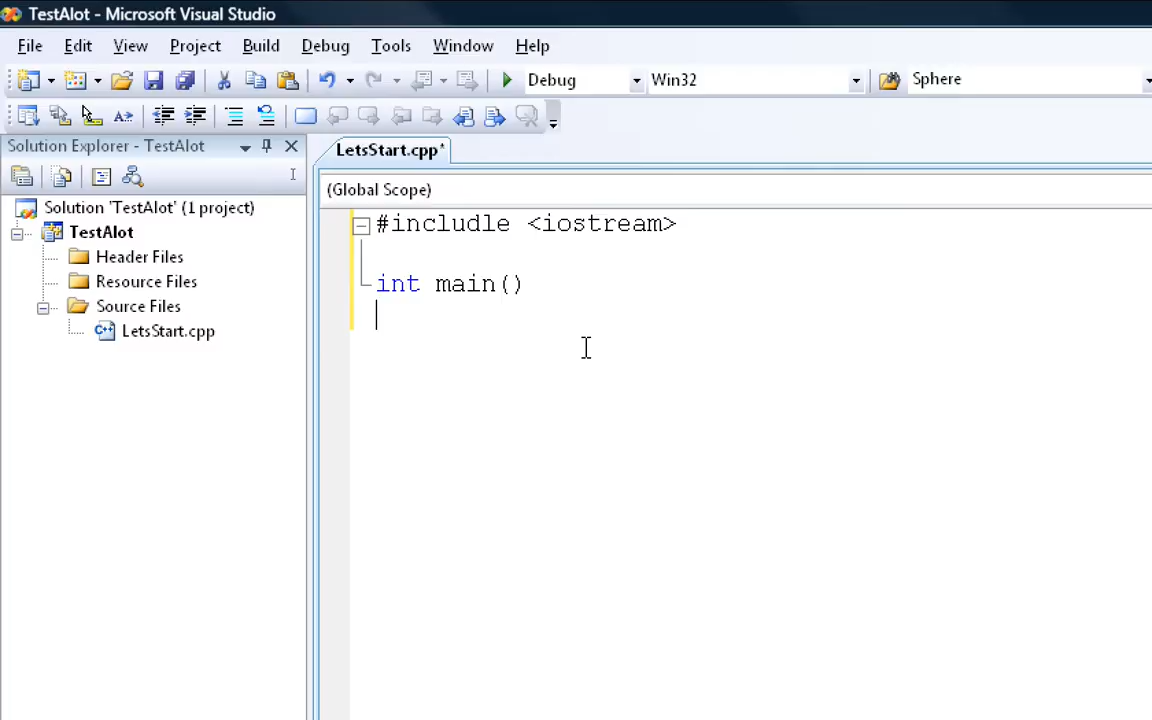 TestAlot - Microsoft Visual Studio
File Edit View Project Build Debug Tools Window Help
Debug Win32 Sphere
Solution Explorer - TestAlot
LetsStart.cpp*
(Global Scope)
Solution 'TestAlot' (1 project)
TestAlot
Header Files
Resource Files
Source Files
LetsStart.cpp
#includle <iostream>
int main()